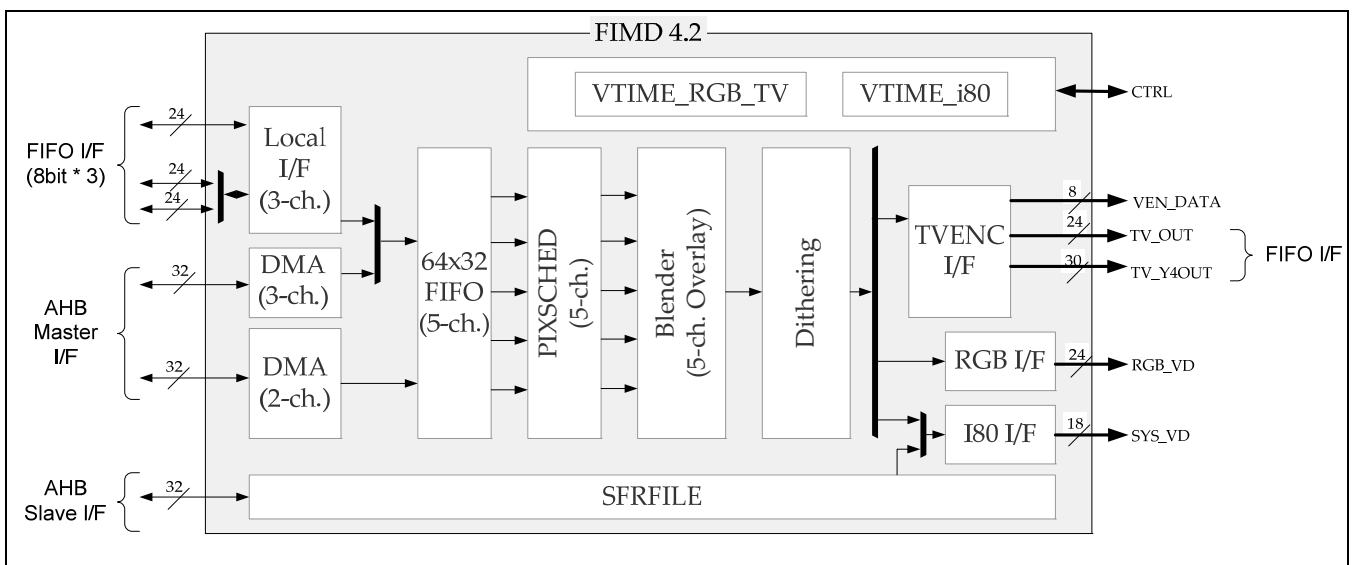 FIMD 4.2
VTIME_RGB_TV
VTIME_i80
CTRL
FIFO I/F
(8bit * 3)
24
24
24
Local
I/F
(3-ch.)
AHB
Master
I/F
32
32
DMA
(3-ch.)
DMA
(2-ch.)
64x32
FIFO
(5-ch.)
PIXSCHED
(5-ch.)
Blender
(5-ch. Overlay)
Dithering
TVENC
I/F
8
VEN_DATA
24
TV_OUT
30
TV_Y4OUT
FIFO I/F
RGB I/F
24
RGB_VD
I80 I/F
18
SYS_VD
AHB
Slave I/F
32
SFRFILE